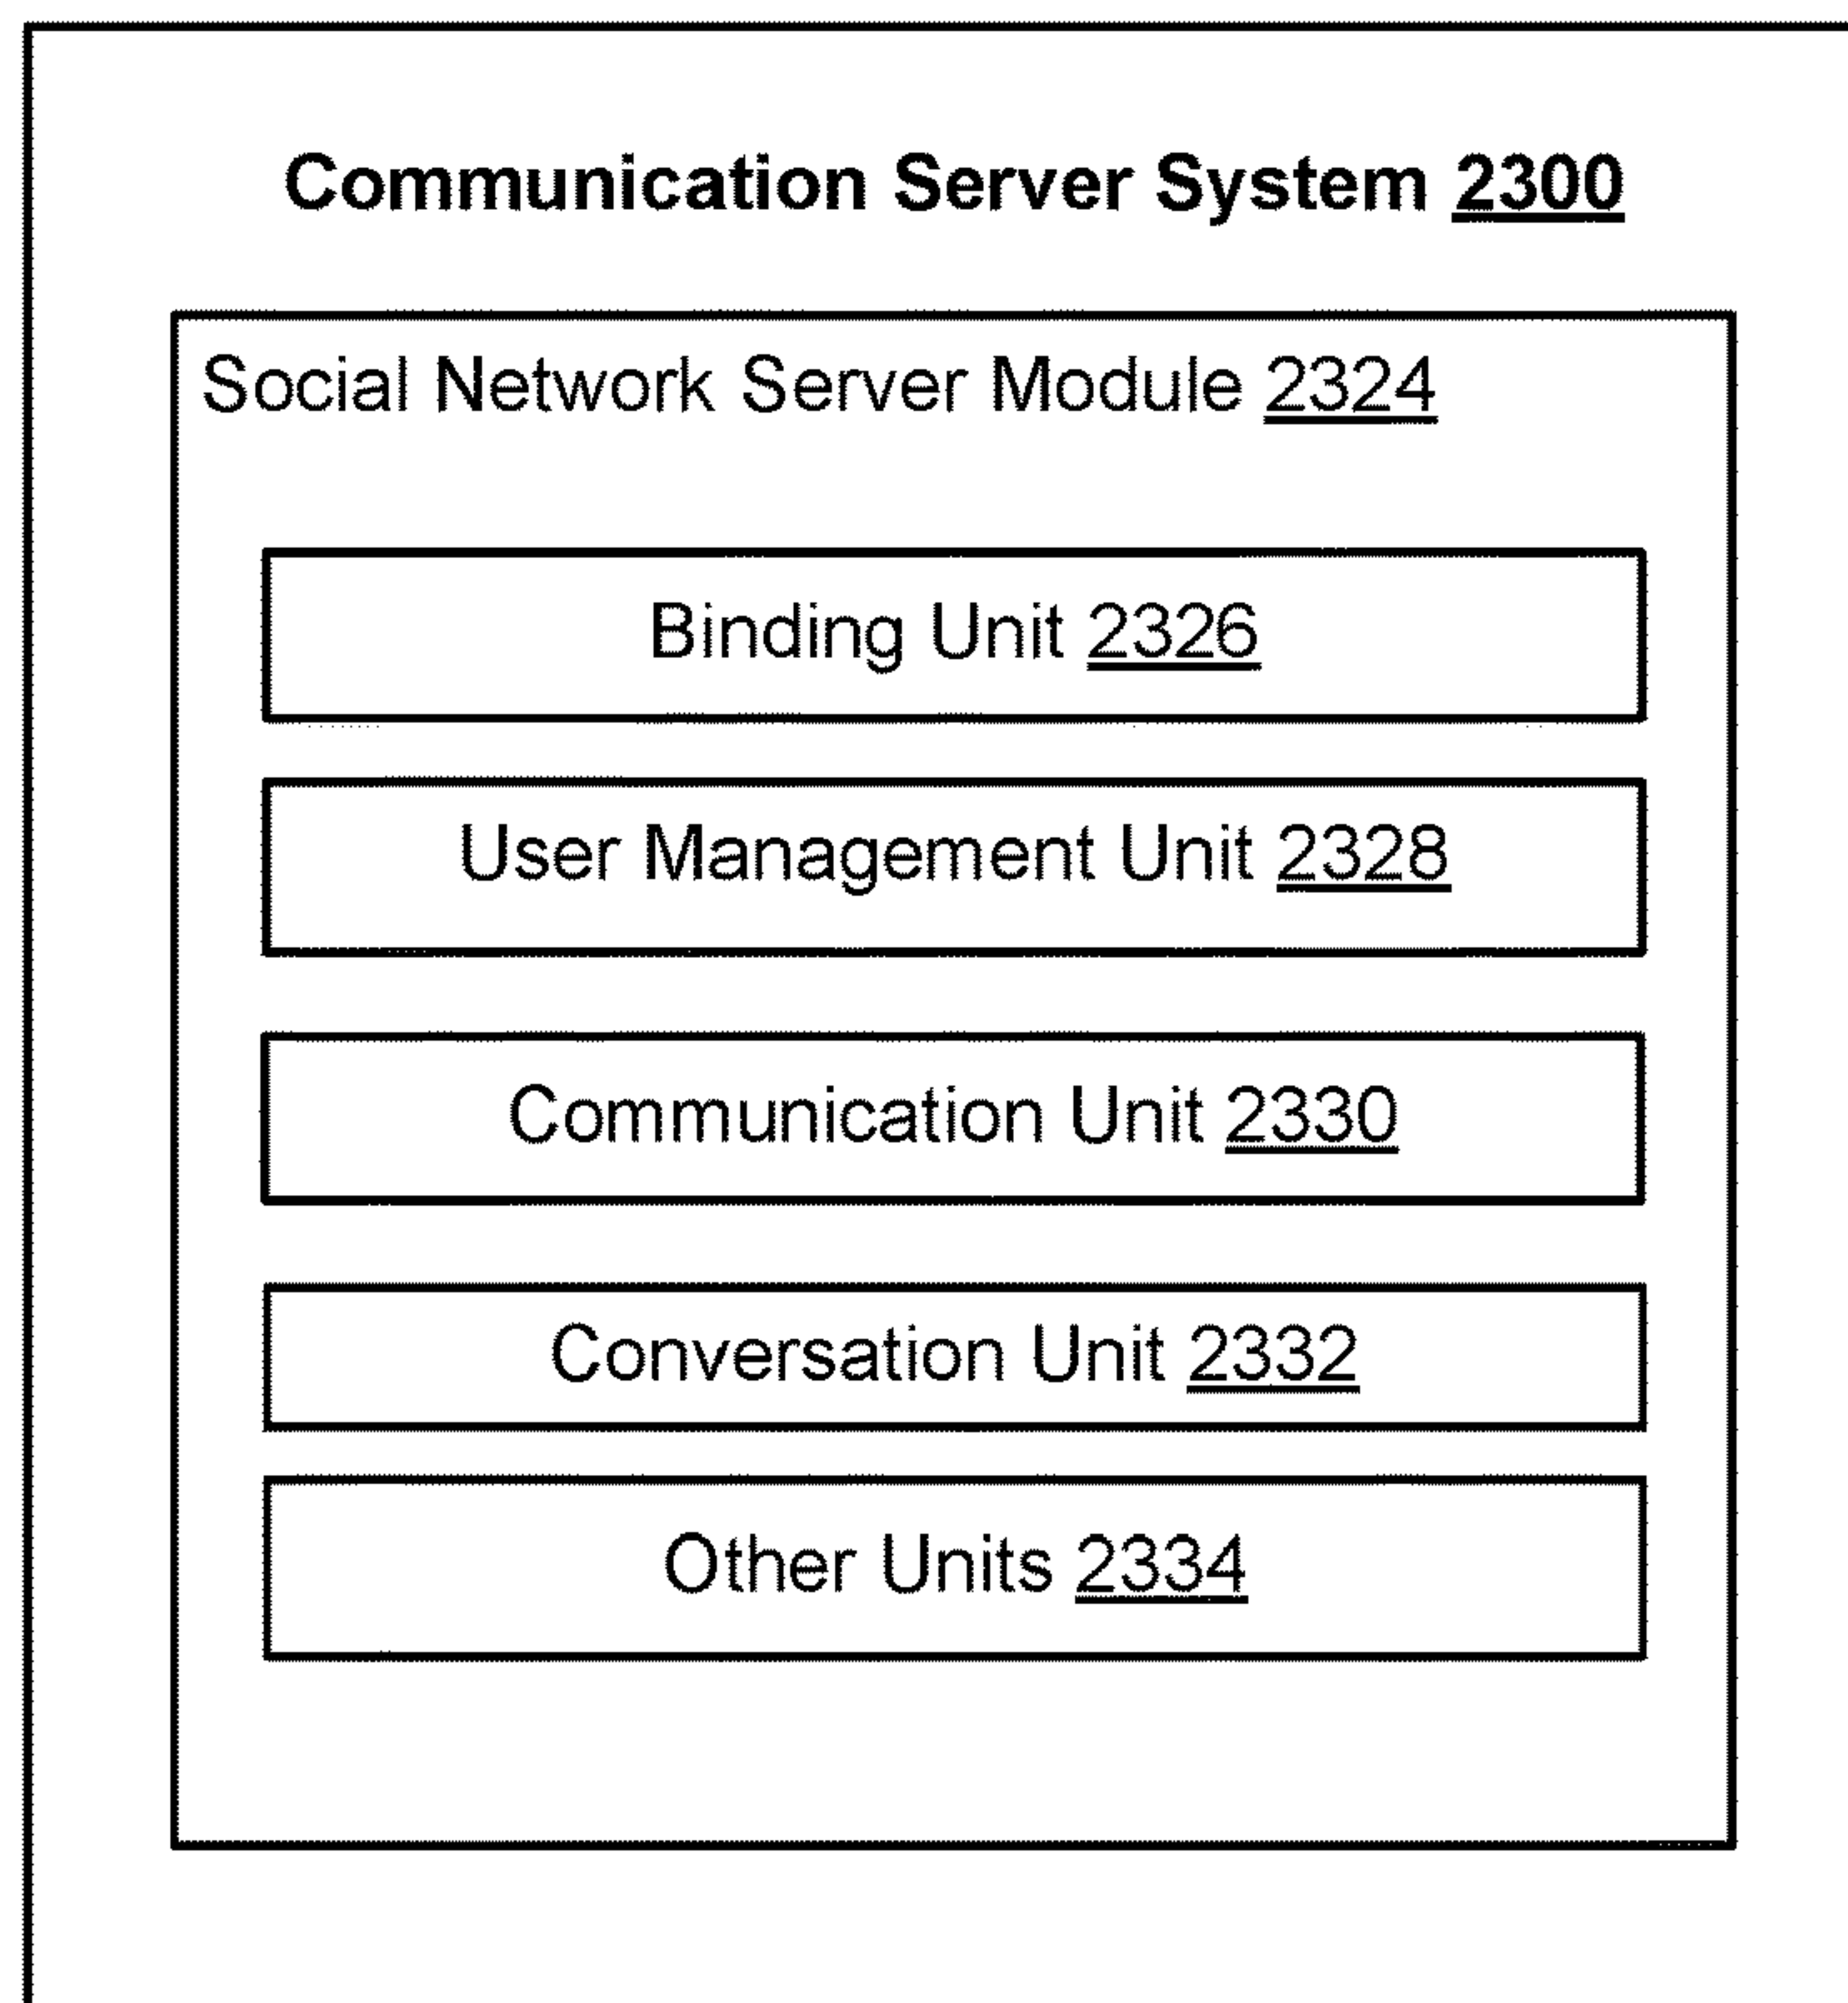 Communication Server System 2300
Social Network Server Module 2324
Binding Unit 2326
User Management Unit 2328
Communication Unit 2330
Conversation Unit 2332
Other Units 2334